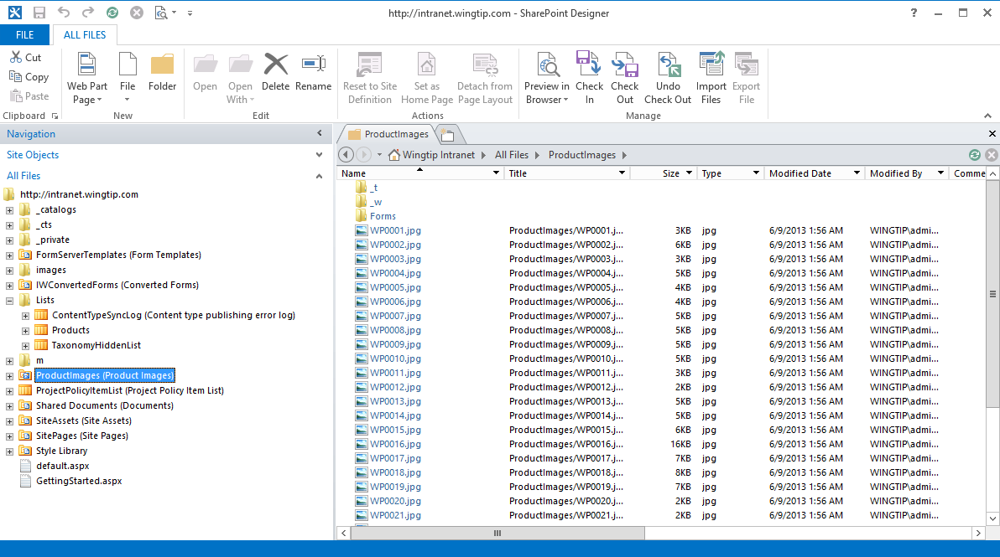 http://intranet.wingtip.com - SharePoint Designer
?
FILE
ALL FILES
Cut
Copy
Paste
Clipboard
Web Part Page
File
Folder
New
Open
Open With
Delete
Rename
Edit
Reset to Site Definition
Set as Home Page
Detach from Page Layout
Actions
Preview in Browser
Check In
Check Out
Undo Check Out
Import Files
Export File
Manage
Navigation
Site Objects
All Files
http://intranet.wingtip.com
_catalogs
_cts
_private
FormServerTemplates (Form Templates)
images
IWConvertedForms (Converted Forms)
Lists
ContentTypeSyncLog (Content type publishing error log)
Products
TaxonomyHiddenList
m
ProductImages (Product Images)
ProjectPolicyItemList (Project Policy Item List)
Shared Documents (Documents)
SiteAssets (Site Assets)
SitePages (Site Pages)
Style Library
default.aspx
GettingStarted.aspx
ProductImages
Wingtip Intranet All Files ProductImages
Name Title Size Type Modified Date Modified By Comme
_t
_w
Forms
WP0001.jpg ProductImages/WP0001.j... 3KB jpg 6/9/2013 1:56 AM WINGTIP\admi...
WP0002.jpg ProductImages/WP0002.j... 6KB jpg 6/9/2013 1:56 AM WINGTIP\admi...
WP0003.jpg ProductImages/WP0003.j... 3KB jpg 6/9/2013 1:56 AM WINGTIP\admi...
WP0004.jpg ProductImages/WP0004.j... 5KB jpg 6/9/2013 1:56 AM WINGTIP\admi...
WP0005.jpg ProductImages/WP0005.j... 4KB jpg 6/9/2013 1:56 AM WINGTIP\admi...
WP0006.jpg ProductImages/WP0006.j... 4KB jpg 6/9/2013 1:56 AM WINGTIP\admi...
WP0007.jpg ProductImages/WP0007.j... 5KB jpg 6/9/2013 1:56 AM WINGTIP\admi...
WP0008.jpg ProductImages/WP0008.j... 5KB jpg 6/9/2013 1:56 AM WINGTIP\admi...
WP0009.jpg ProductImages/WP0009.j... 5KB jpg 6/9/2013 1:56 AM WINGTIP\admi...
WP0010.jpg ProductImages/WP0010.j... 5KB jpg 6/9/2013 1:56 AM WINGTIP\admi...
WP0011.jpg ProductImages/WP0011.j... 3KB jpg 6/9/2013 1:56 AM WINGTIP\admi...
WP0012.jpg ProductImages/WP0012.j... 2KB jpg 6/9/2013 1:56 AM WINGTIP\admi...
WP0013.jpg ProductImages/WP0013.j... 5KB jpg 6/9/2013 1:56 AM WINGTIP\admi...
WP0014.jpg ProductImages/WP0014.j... 5KB jpg 6/9/2013 1:56 AM WINGTIP\admi...
WP0015.jpg ProductImages/WP0015.j... 6KB jpg 6/9/2013 1:56 AM WINGTIP\admi...
WP0016.jpg ProductImages/WP0016.j... 16KB jpg 6/9/2013 1:56 AM WINGTIP\admi...
WP0017.jpg ProductImages/WP0017.j... 7KB jpg 6/9/2013 1:56 AM WINGTIP\admi...
WP0018.jpg ProductImages/WP0018.j... 8KB jpg 6/9/2013 1:56 AM WINGTIP\admi...
WP0019.jpg ProductImages/WP0019.j... 7KB jpg 6/9/2013 1:56 AM WINGTIP\admi...
WP0020.jpg ProductImages/WP0020.j... 2KB jpg 6/9/2013 1:56 AM WINGTIP\admi...
WP0021.jpg ProductImages/WP0021.j... 2KB jpg 6/9/2013 1:56 AM WINGTIP\admi...